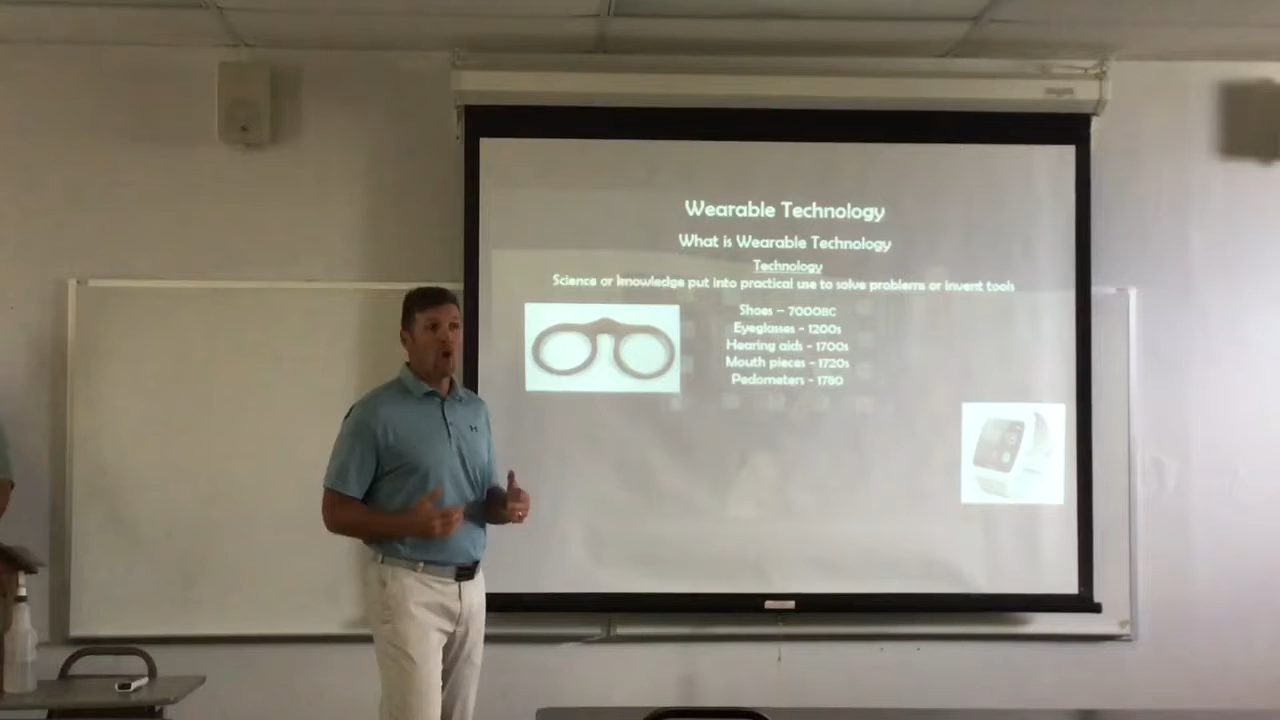 Wearable Technology
What is Wearable Technology
Technology
Science or knowledge put into practical use to solve problems or invent tools
Shoes – 7000BC
Eyeglasses - 1200s
Hearing aids - 1700s
Mouth pieces - 1720s
Pedometers - 1780